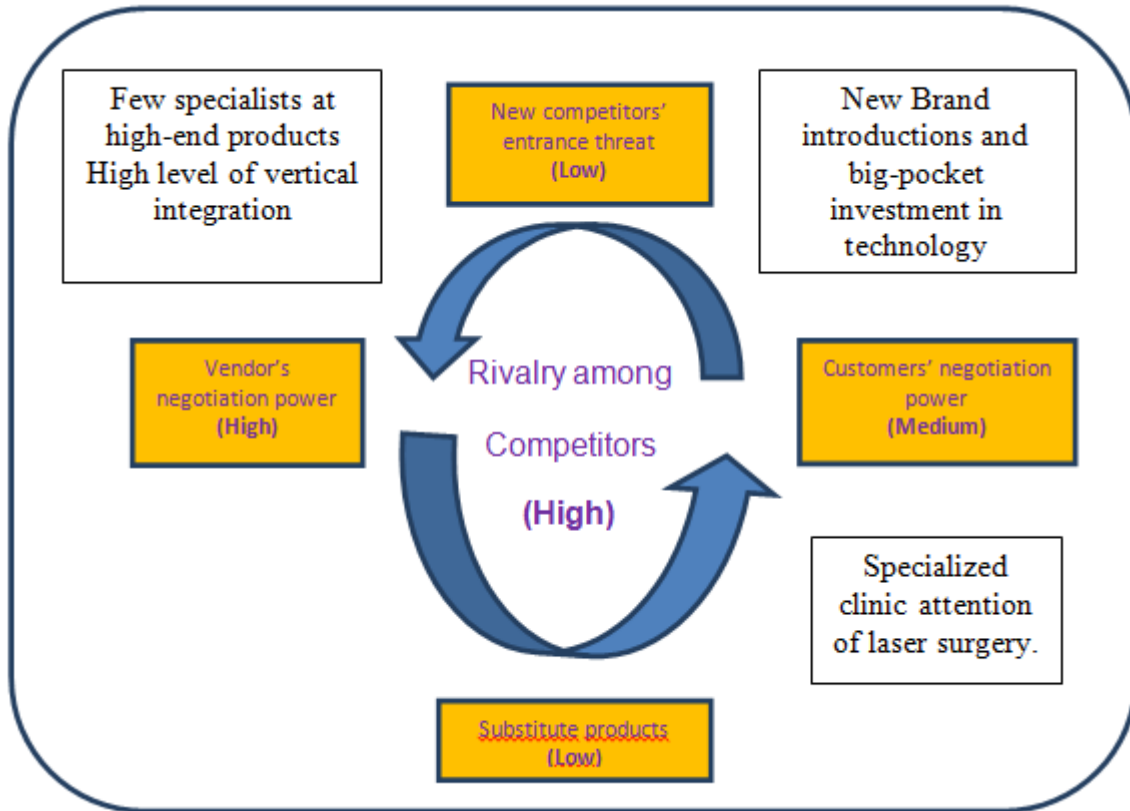 Few specialists at
high-end products
High level of vertical
integration
New competitors'
entrance threat
(Low)
New Brand
introductions and
big-pocket
investment in
technology
Vendor's
negotiation power
(High)
Rivalry among
Competitors
(High)
Customers' negotiation
power
(Medium)
Specialized
clinic attention
of laser surgery.
Substitute products
(Low)